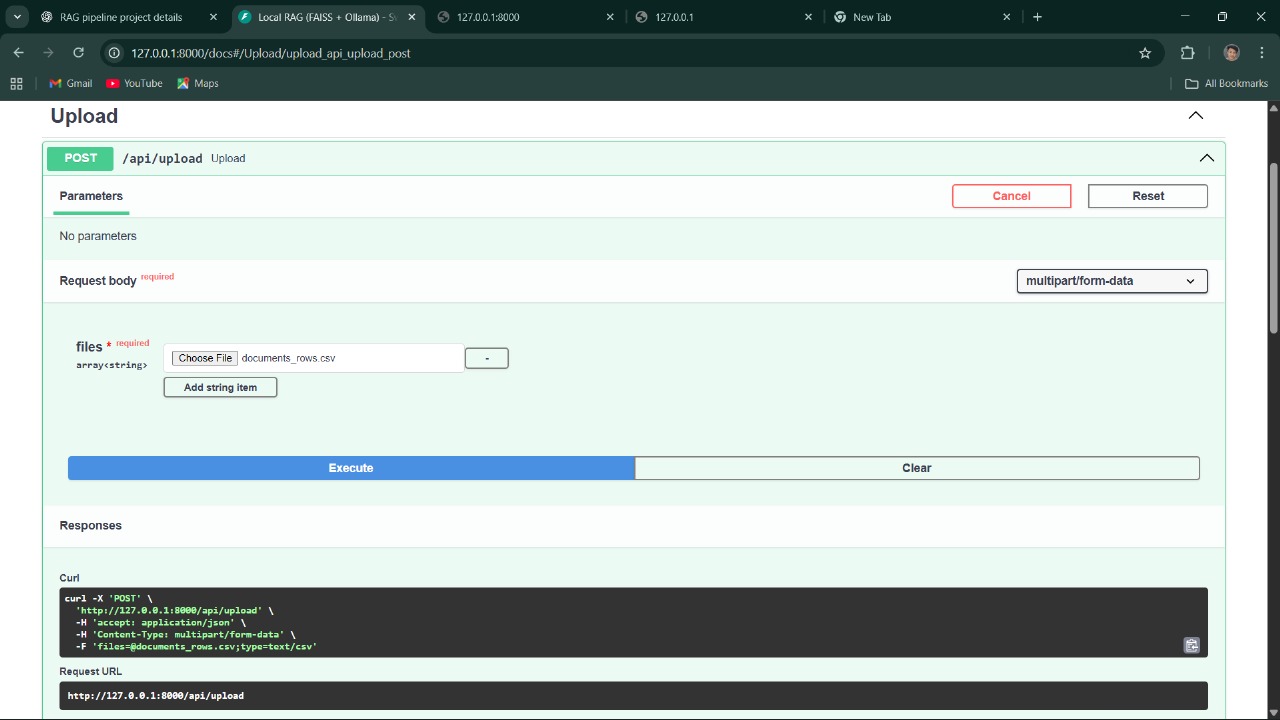 RAG pipeline project details
Local RAG (FAISS + Ollama) - S
127.0.0.1:8000
127.0.0.1
New Tab
127.0.0.1:8000/docs#/Upload/upload_api_upload_post
Gmail
YouTube
Maps
All Bookmarks
Upload
POST /api/upload Upload
Parameters
Cancel
Reset
No parameters
Request body required
multipart/form-data
files * required
array<string>
Choose File documents_rows.csv
-
Add string item
Execute
Clear
Responses
Curl
curl -X 'POST' \
'http://127.0.0.1:8000/api/upload' \
-H 'accept: application/json' \
-H 'Content-Type: multipart/form-data' \
-F 'files=@documents_rows.csv;type=text/csv'
Request URL
http://127.0.0.1:8000/api/upload